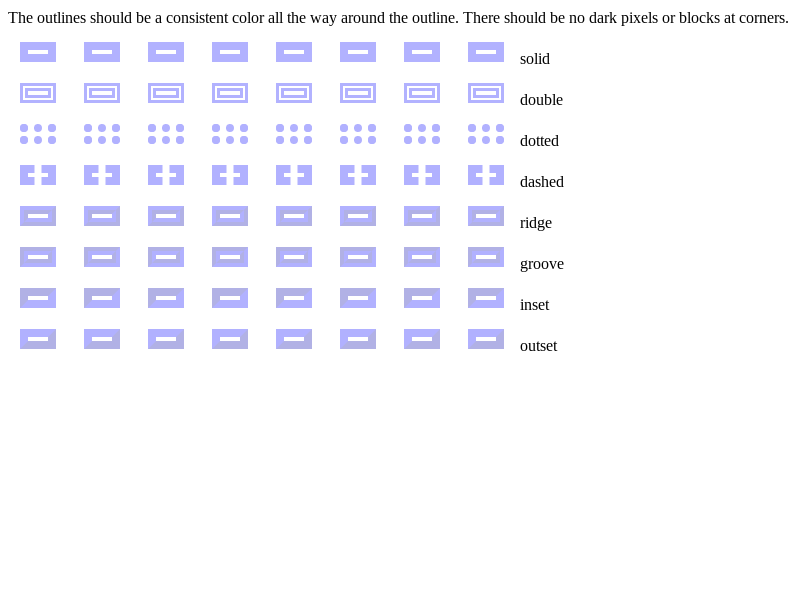 The outlines should be a consistent color all the way around the outline. There should be no dark pixels or blocks at corners.
solid
double
dotted
dashed
ridge
groove
inset
outset